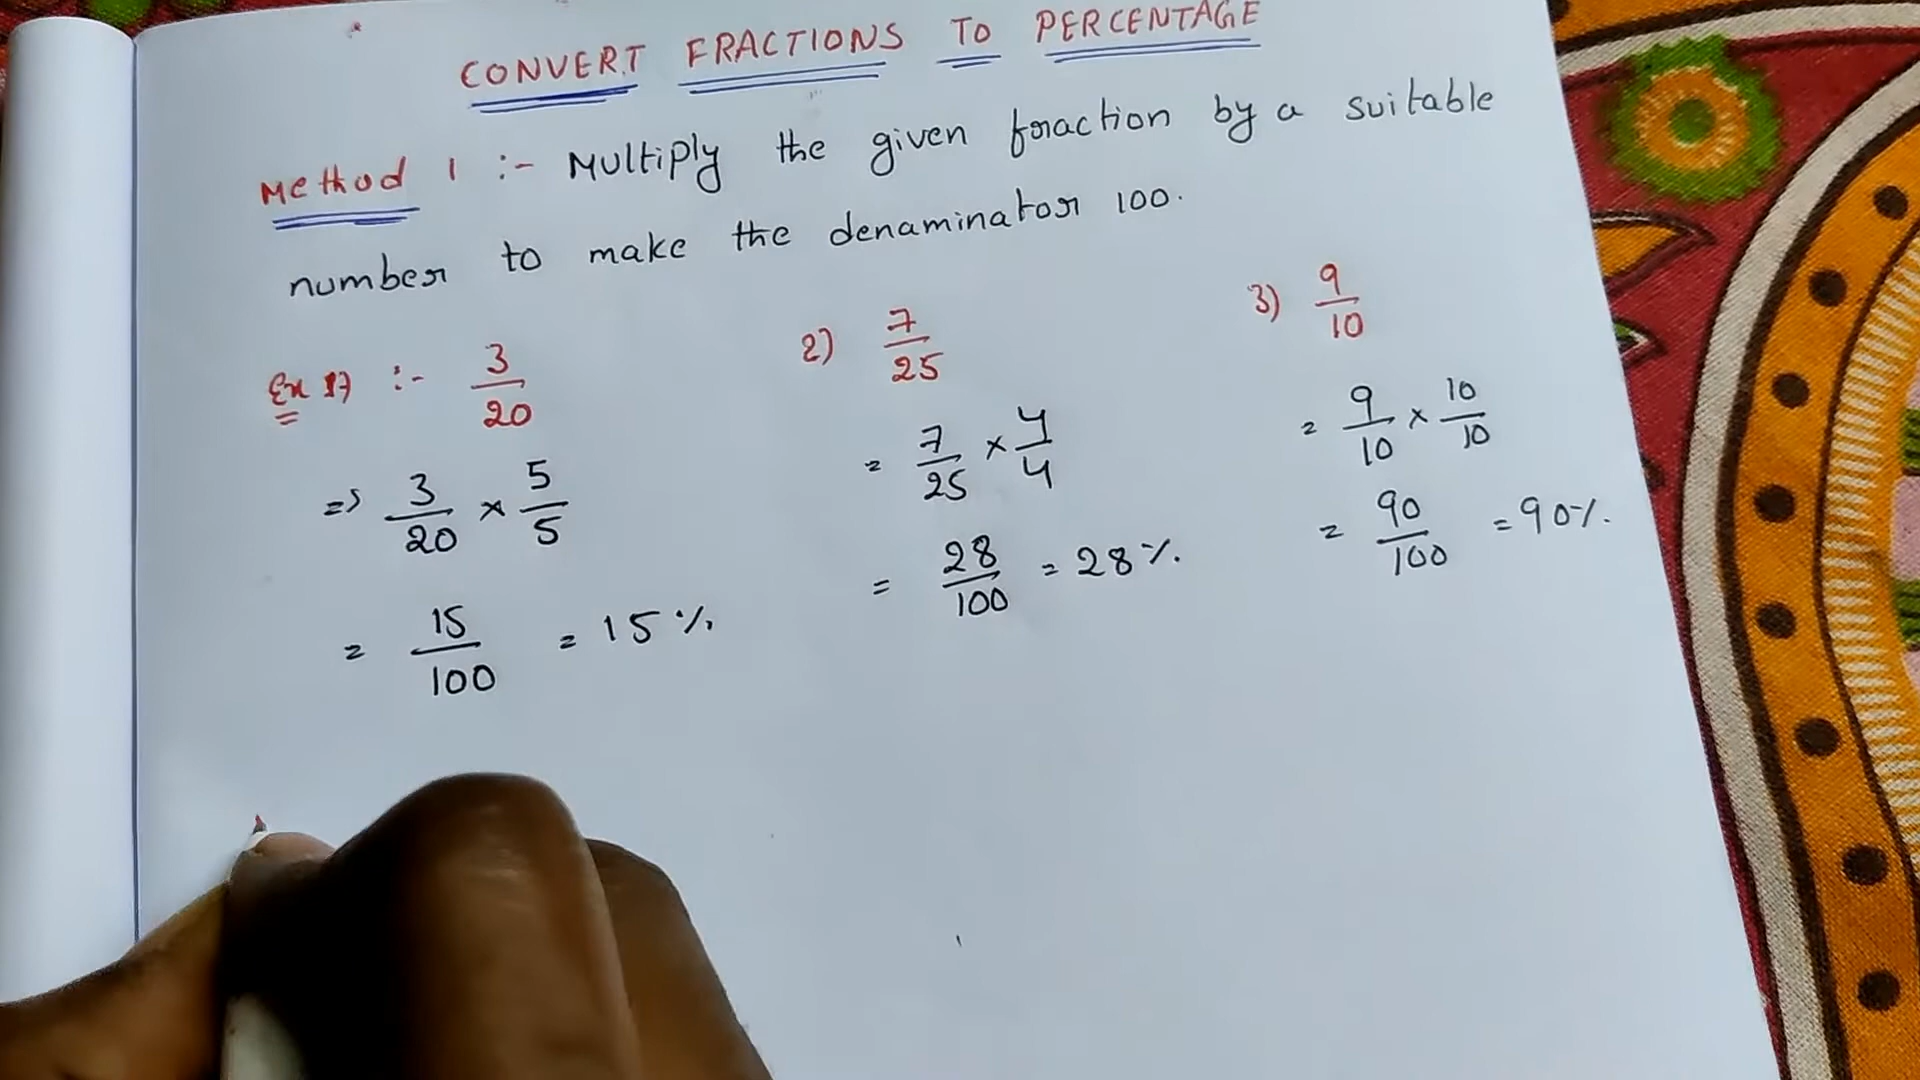 CONVERT FRACTIONS TO PERCENTAGE
Method 1 :- Multiply the given fraction by a suitable
number to make the denaminator 100.
Ex 1) :- 3/20
=> 3/20 × 5/5
= 15/100 = 15%
2) 7/25
= 7/25 × 4/4
= 28/100 = 28%
3) 9/10
= 9/10 × 10/10
= 90/100 = 90%